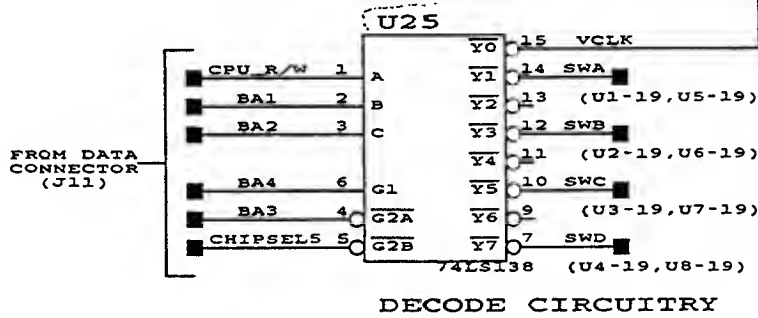 U25
Y0 15 VCLK
CPU_R/W 1 A Y1 14 SWA
BA1 2 B Y2 13 (U1-19,U5-19)
BA2 3 C Y3 12 SWB
FROM DATA
CONNECTOR
(J11)
Y4 11 (U2-19,U6-19)
BA4 6 G1 Y5 10 SWC
BA3 4 G2A Y6 9 (U3-19,U7-19)
CHIPSEL5 5 G2B Y7 7 SWD
74LS138 (U4-19,U8-19)
DECODE CIRCUITRY